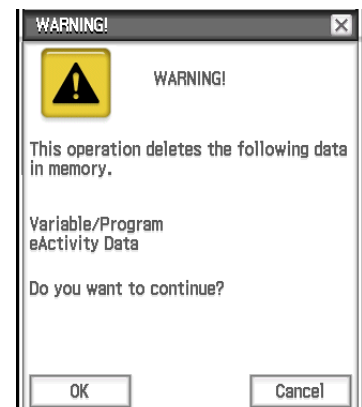 WARNING!
WARNING!
This operation deletes the following data
in memory.
Variable/Program
eActivity Data
Do you want to continue?
OK
Cancel